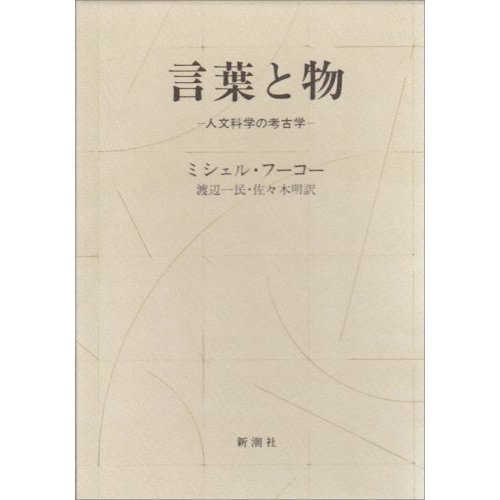 言葉と物
—人文科学の考古学—
ミシェル・フーコー
渡辺一民・佐々木明訳
新潮社